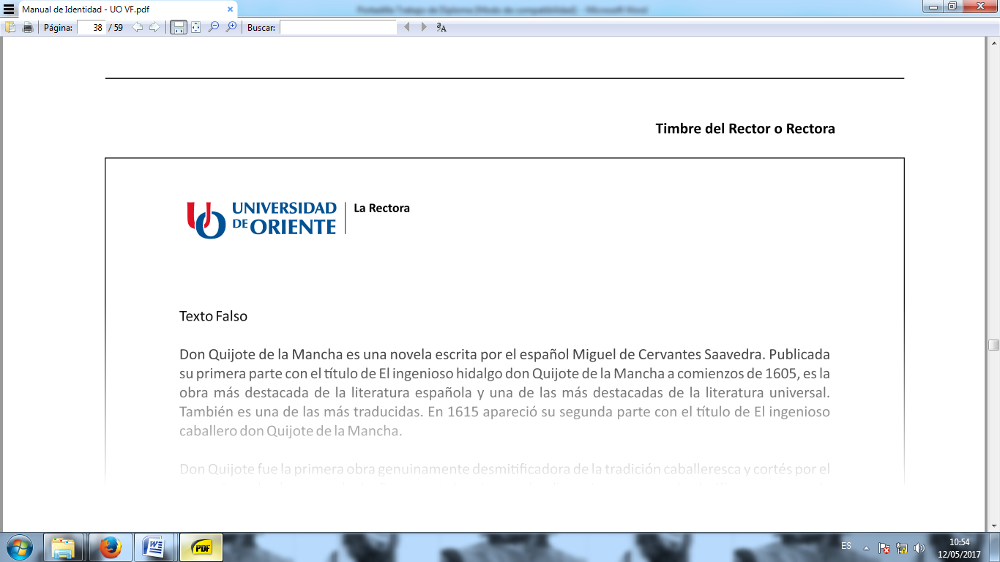 Manual de Identidad - UO VF.pdf
Portadilla Trabajo de Diploma [Modo de compatibilidad] - Microsoft Word
Página: 38 / 59 Buscar:
Timbre del Rector o Rectora
UNIVERSIDAD
DE ORIENTE
La Rectora
Texto Falso
Don Quijote de la Mancha es una novela escrita por el español Miguel de Cervantes Saavedra. Publicada
su primera parte con el título de El ingenioso hidalgo don Quijote de la Mancha a comienzos de 1605, es la
obra más destacada de la literatura española y una de las más destacadas de la literatura universal.
También es una de las más traducidas. En 1615 apareció su segunda parte con el título de El ingenioso
caballero don Quijote de la Mancha.
Don Quijote fue la primera obra genuinamente desmitificadora de la tradición caballeresca y cortés por el
PDF
ES
10:54
12/05/2017